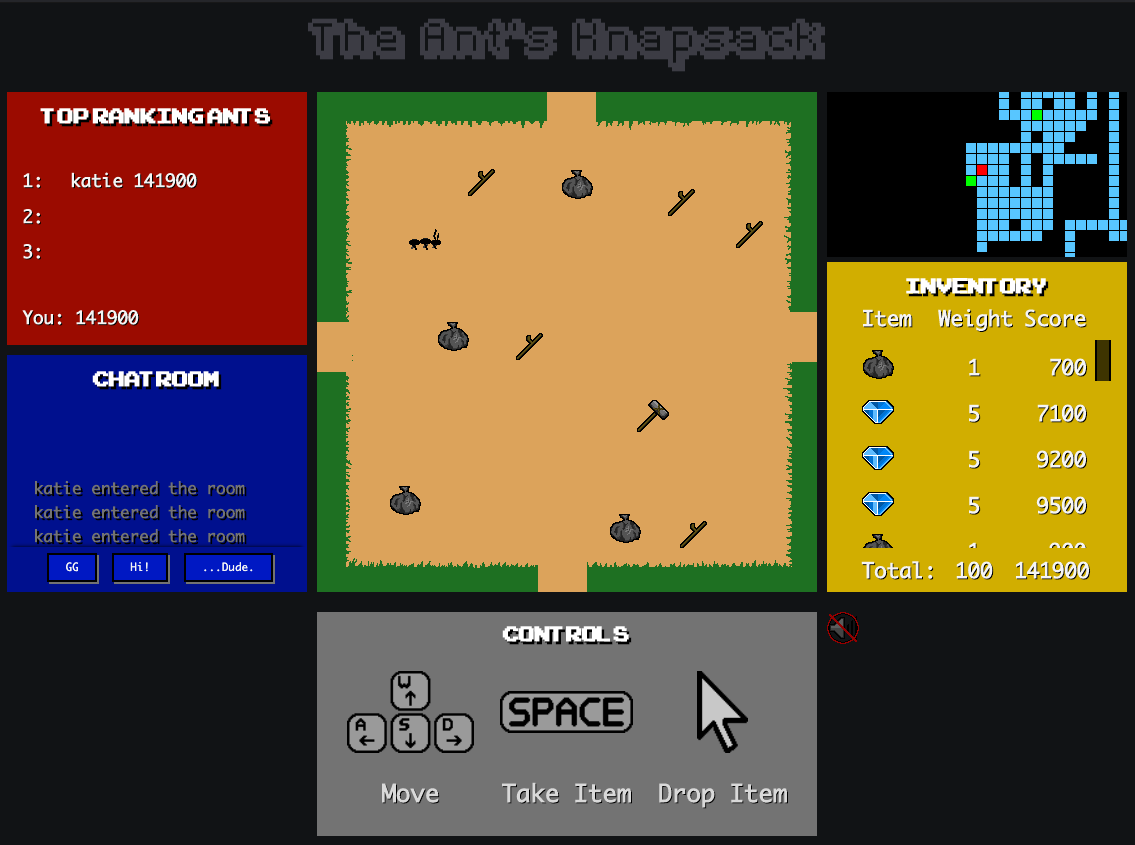 The Ant's Knapsack
TOP RANKING ANTS
1: katie 141900
2:
3:
You: 141900
CHAT ROOM
katie entered the room
katie entered the room
katie entered the room
GG Hi! ...Dude.
INVENTORY
Item Weight Score
1 700
5 7100
5 9200
5 9500
Total: 100 141900
CONTROLS
W
A S D
SPACE
Move Take Item Drop Item